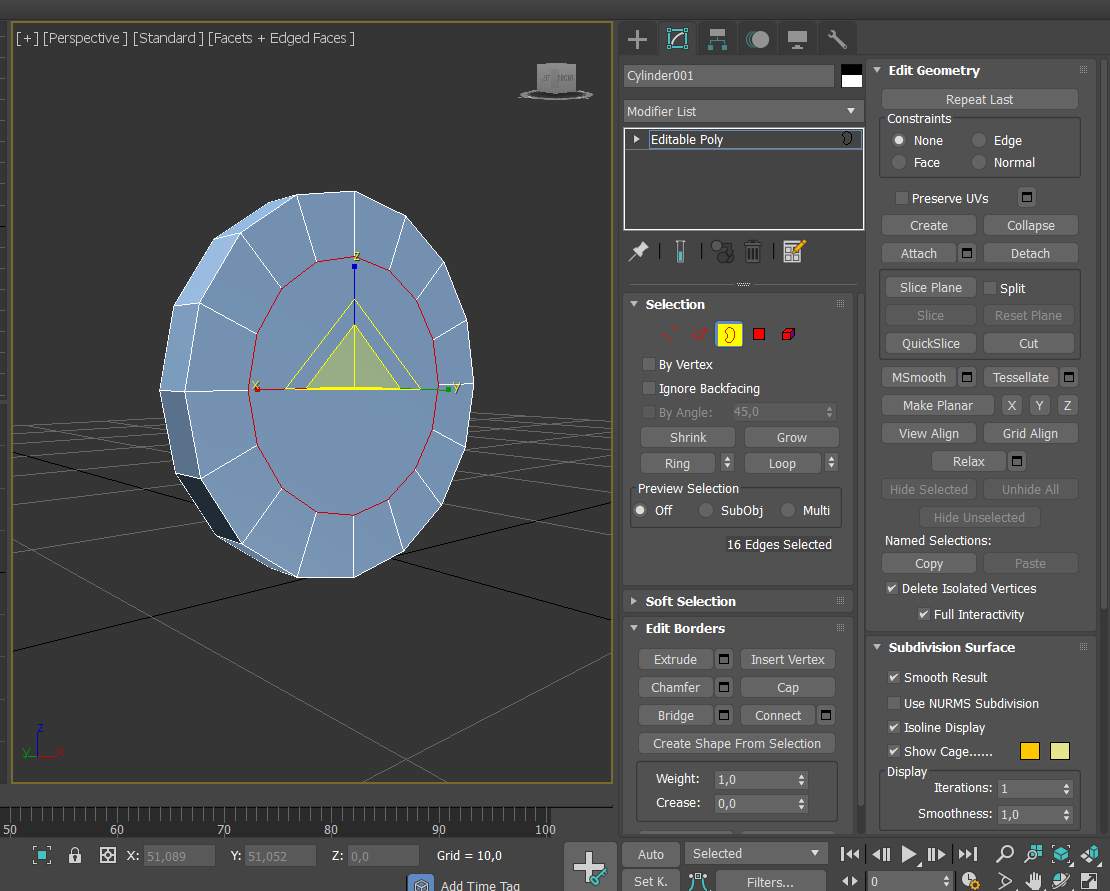 [+] [Perspective ] [Standard ] [Facets + Edged Faces ]
z
x
y
z
y
x
50 60 70 80 90 100
X: 51,089 Y: 51,052 Z: 0,0 Grid = 10,0
Add Time Tag
Cylinder001
Modifier List
Editable Poly
Selection
By Vertex
Ignore Backfacing
By Angle: 45,0
Shrink Grow
Ring Loop
Preview Selection
Off SubObj Multi
16 Edges Selected
Soft Selection
Edit Borders
Extrude Insert Vertex
Chamfer Cap
Bridge Connect
Create Shape From Selection
Weight: 1,0
Crease: 0,0
Edit Geometry
Repeat Last
Constraints
None Edge
Face Normal
Preserve UVs
Create Collapse
Attach Detach
Slice Plane Split
Slice Reset Plane
QuickSlice Cut
MSmooth Tessellate
Make Planar X Y Z
View Align Grid Align
Relax
Hide Selected Unhide All
Hide Unselected
Named Selections:
Copy Paste
Delete Isolated Vertices
Full Interactivity
Subdivision Surface
Smooth Result
Use NURMS Subdivision
Isoline Display
Show Cage......
Display
Iterations: 1
Smoothness: 1,0
Auto Selected
Set K. Filters... 0